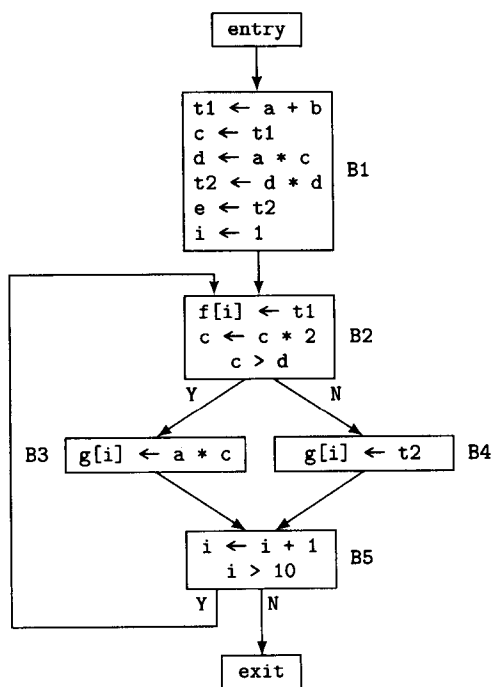 entry
t1 ← a + b
c ← t1
d ← a * c
t2 ← d * d
e ← t2
i ← 1
B1
f[i] ← t1
c ← c * 2
c > d
B2
Y N
B3 g[i] ← a * c g[i] ← t2 B4
i ← i + 1
i > 10
B5
Y N
exit